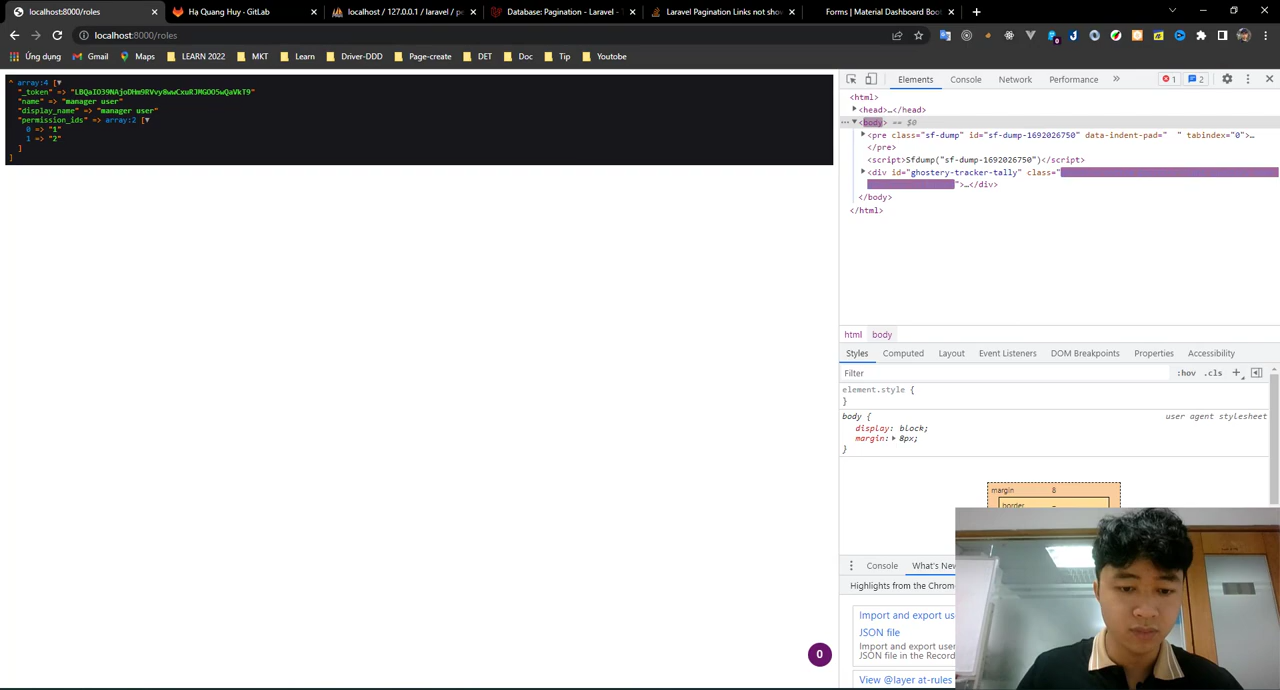 localhost:8000/roles
Hạ Quang Huy · GitLab
localhost / 127.0.0.1 / laravel / pe
Database: Pagination - Laravel - T
Laravel Pagination Links not sho
Forms | Material Dashboard Boo
localhost:8000/roles
Ứng dụng
Gmail
Maps
LEARN 2022
MKT
Learn
Driver-DDD
Page-create
DET
Doc
Tip
Youtube
^ array:4 [▼
"_token" => "LBQaIO39NAjoDHm9RVvy8wwCxuRJMGOO5wQaVkT9"
"name" => "manager user"
"display_name" => "manager user"
"permission_ids" => array:2 [▼
0 => "1"
1 => "2"
]
]
0
Elements
Console
Network
Performance
»
1
2
<html>
<head>…</head>
<body> == $0
<pre class="sf-dump" id="sf-dump-1692026750" data-indent-pad="  " tabindex="0">…
</pre>
<script>Sfdump("sf-dump-1692026750")</script>
<div id="ghostery-tracker-tally" class="
">…</div>
</body>
</html>
html
body
Styles
Computed
Layout
Event Listeners
DOM Breakpoints
Properties
Accessibility
Filter
:hov .cls
element.style {
}
body {
user agent stylesheet
display: block;
margin: 8px;
}
margin
8
border
–
Console
What's New
Highlights from the Chrome
Import and export use
JSON file
Import and export use
JSON file in the Record
View @layer at-rules